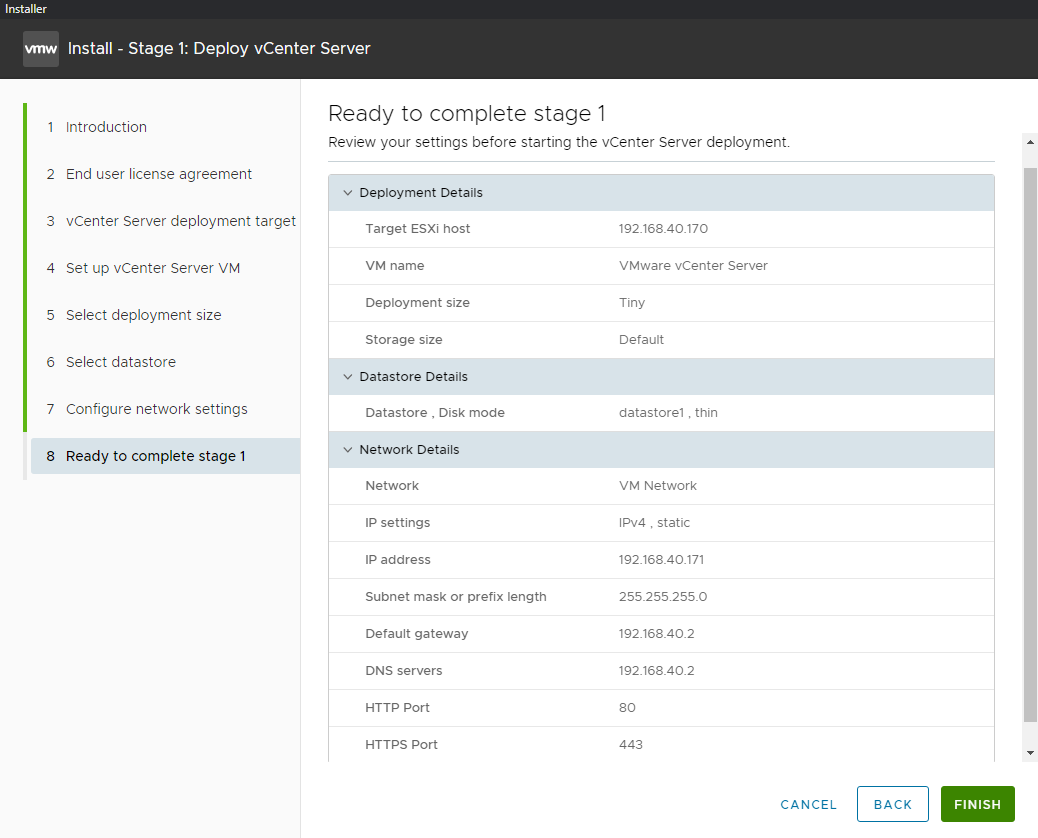 Installer
vmw Install - Stage 1: Deploy vCenter Server
1 Introduction
2 End user license agreement
3 vCenter Server deployment target
4 Set up vCenter Server VM
5 Select deployment size
6 Select datastore
7 Configure network settings
8 Ready to complete stage 1
Ready to complete stage 1
Review your settings before starting the vCenter Server deployment.
Deployment Details
Target ESXi host 192.168.40.170
VM name VMware vCenter Server
Deployment size Tiny
Storage size Default
Datastore Details
Datastore , Disk mode datastore1 , thin
Network Details
Network VM Network
IP settings IPv4 , static
IP address 192.168.40.171
Subnet mask or prefix length 255.255.255.0
Default gateway 192.168.40.2
DNS servers 192.168.40.2
HTTP Port 80
HTTPS Port 443
CANCEL BACK FINISH